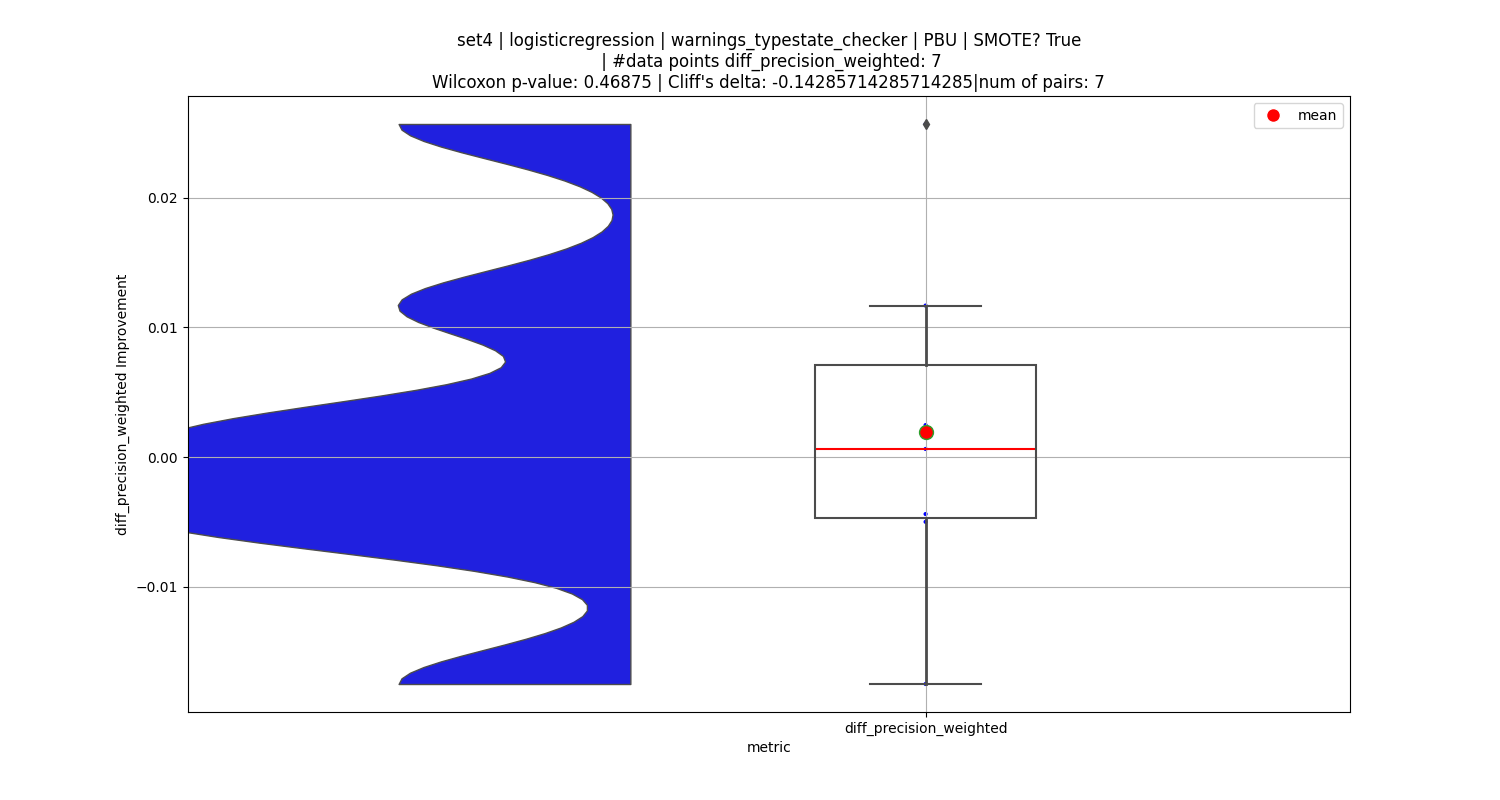 set4 | logisticregression | warnings_typestate_checker | PBU | SMOTE? True
| #data points diff_precision_weighted: 7
Wilcoxon p-value: 0.46875 | Cliff's delta: -0.14285714285714285|num of pairs: 7
mean
0.02
0.01
0.00
−0.01
diff_precision_weighted Improvement
diff_precision_weighted
metric